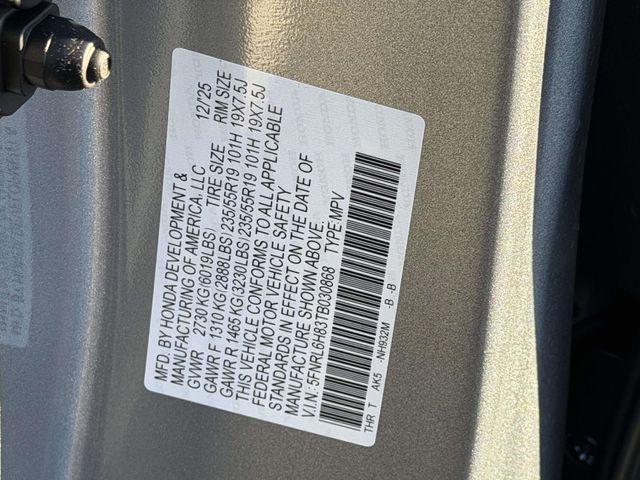 MFD. BY HONDA DEVELOPMENT &
MANUFACTURING OF AMERICA, LLC 12/'25
GVWR 2730 KG(6019LBS) TIRE SIZE RIM SIZE
GAWR F 1310 KG(2888LBS) 235/55R19 101H 19X7.5J
GAWR R 1465 KG(3230LBS) 235/55R19 101H 19X7.5J
THIS VEHICLE CONFORMS TO ALL APPLICABLE
FEDERAL MOTOR VEHICLE SAFETY
STANDARDS IN EFFECT ON THE DATE OF
MANUFACTURE SHOWN ABOVE.
V.I.N: 5FNRL6H83TB030868 TYPE:MPV
THR T AK5 -NH932M -B -B